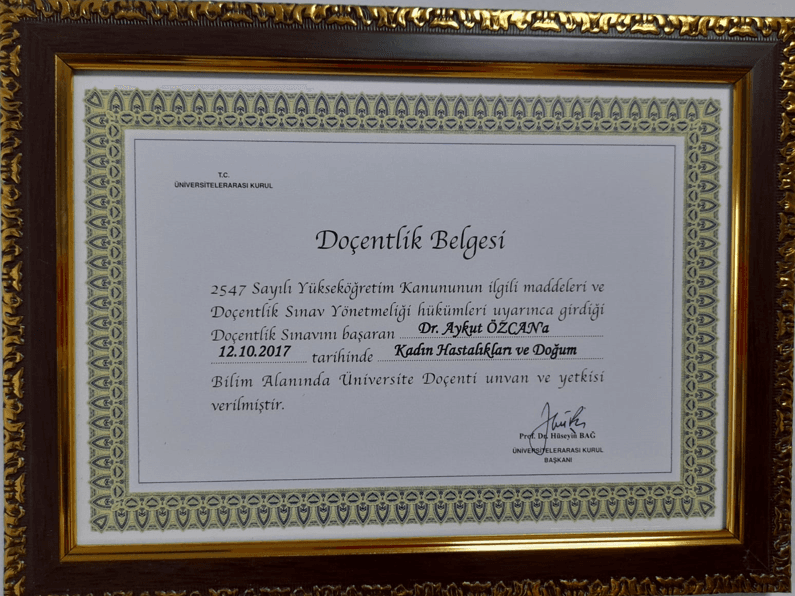 T.C.
ÜNİVERSİTELERARASI KURUL
Doçentlik Belgesi
2547 Sayılı Yükseköğretim Kanununun ilgili maddeleri ve
Doçentlik Sınav Yönetmeliği hükümleri uyarınca girdiği
Doçentlik Sınavını başaran Dr. Aykut ÖZCAN'a
12.10.2017 tarihinde Kadın Hastalıkları ve Doğum
Bilim Alanında Üniversite Doçenti unvan ve yetkisi
verilmiştir.
Prof. Dr. Hüseyin BAĞ
ÜNİVERSİTELERARASI KURUL
BAŞKANI